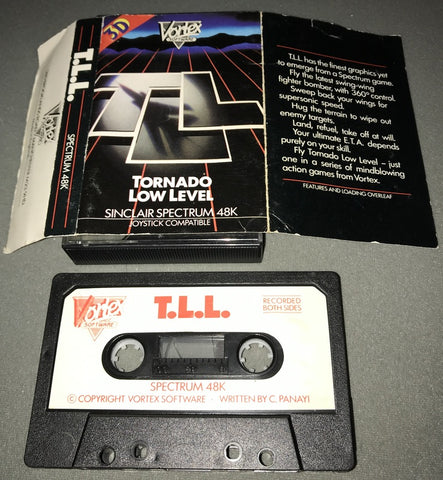 T.L.L.
SPECTRUM 48K
3D
Vortex
SOFTWARE
TLL
TORNADO
LOW LEVEL
SINCLAIR SPECTRUM 48K
JOYSTICK COMPATIBLE
T.L.L. has the finest graphics yet
to emerge from a Spectrum game.
Fly the latest swing-wing
fighter bomber, with 360° control.
Sweep back your wings for
supersonic speed.
Hug the terrain to wipe out
enemy targets.
Land, refuel, take off at will.
Your ultimate E.T.A. depends
purely on your skill.
Fly Tornado Low Level – just
one in a series of mindblowing
action games from Vortex.
FEATURES AND LOADING OVERLEAF
Vortex
SOFTWARE
T.L.L.
RECORDED
BOTH SIDES
SPECTRUM 48K
© COPYRIGHT VORTEX SOFTWARE · WRITTEN BY C. PANAYI